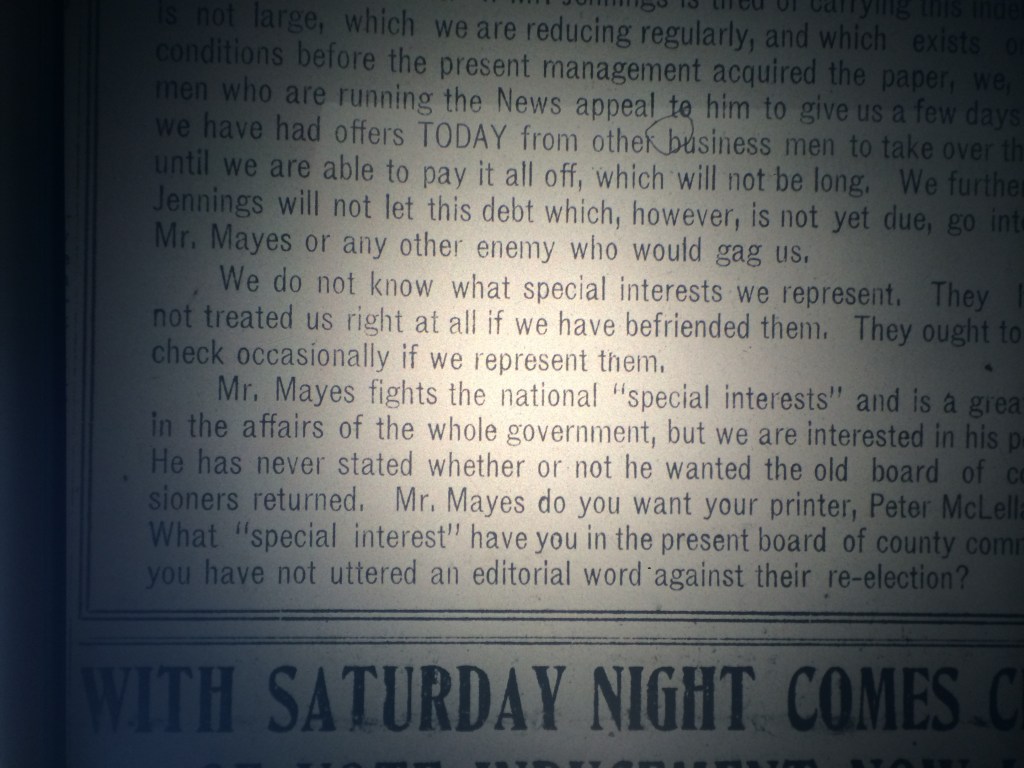 Jennings is tired of carrying this
is not large, which we are reducing regularly, and which exists
conditions before the present management acquired the paper, we,
men who are running the News appeal to him to give us a few days
we have had offers TODAY from other business men to take over
until we are able to pay it all off, which will not be long. We
Jennings will not let this debt which, however, is not yet due, go
Mr. Mayes or any other enemy who would gag us.
We do not know what special interests we represent. They
not treated us right at all if we have befriended them. They ought to
check occasionally if we represent them.
Mr. Mayes fights the national "special interests" and is a
in the affairs of the whole government, but we are interested in his
He has never stated whether or not he wanted the old board of
sioners returned. Mr. Mayes do you want your printer, Peter
What "special interest" have you in the present board of county
you have not uttered an editorial word against their re-election?
WITH SATURDAY NIGHT COMES